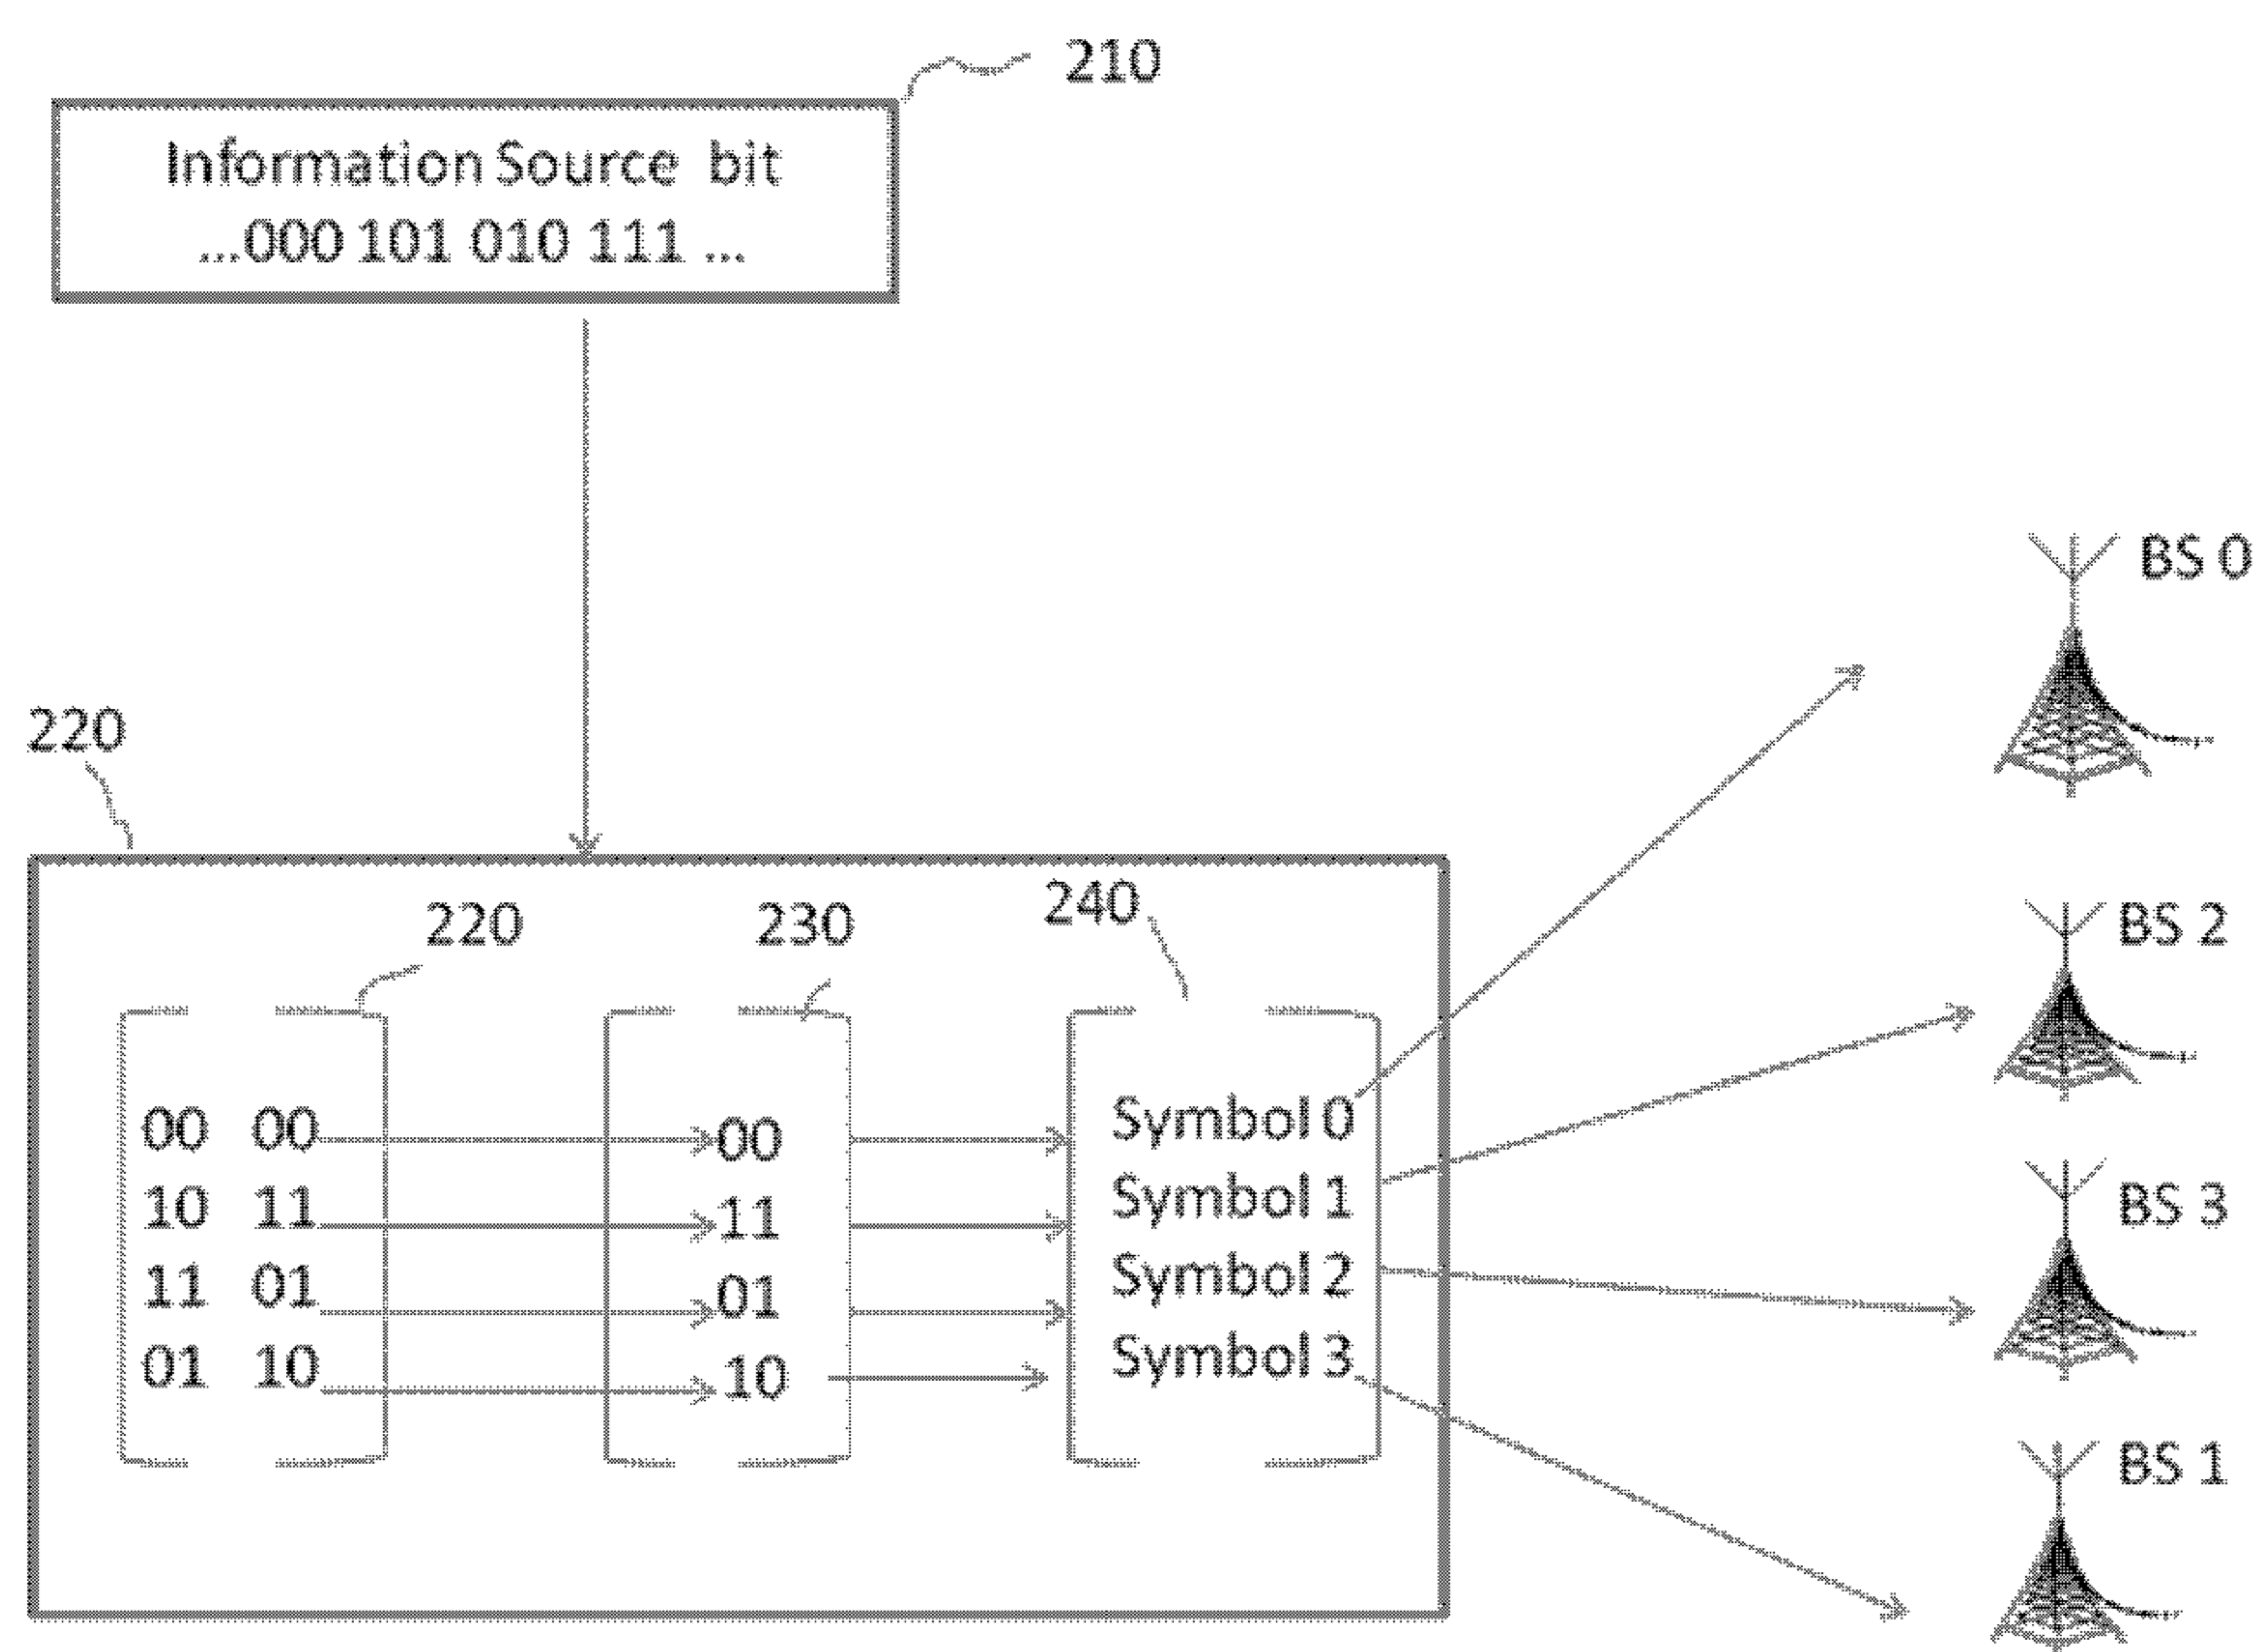 210
Information Source bit
...000 101 010 111 ...
BS 0
220
BS 2
220 230 240
00 00 00 Symbol 0
10 11 11 Symbol 1
BS 3
11 01 01 Symbol 2
01 10 10 Symbol 3
BS 1